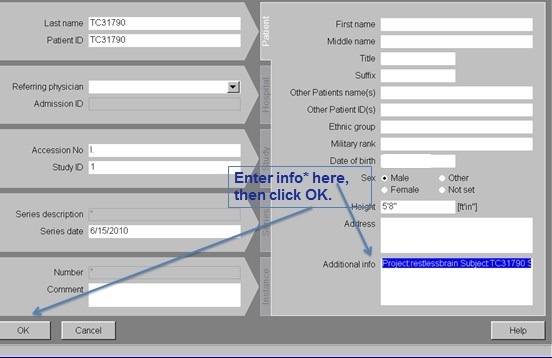 Last name TC31790
Patient ID TC31790
Referring physician
Admission ID
Accession No I.
Study ID 1
Series description *
Series date 6/15/2010
Number *
Comment
OK Cancel
Patient
Hospital
Study
Series
Instance
First name
Middle name
Title
Suffix
Other Patients name(s)
Other Patient ID(s)
Ethnic group
Military rank
Date of birth
Sex Male Other
Female Not set
Height 5'8" [ft\in"]
Address
Additional info Project restlessbrain Subject TC31790 S
Help
Enter info* here,
then click OK.